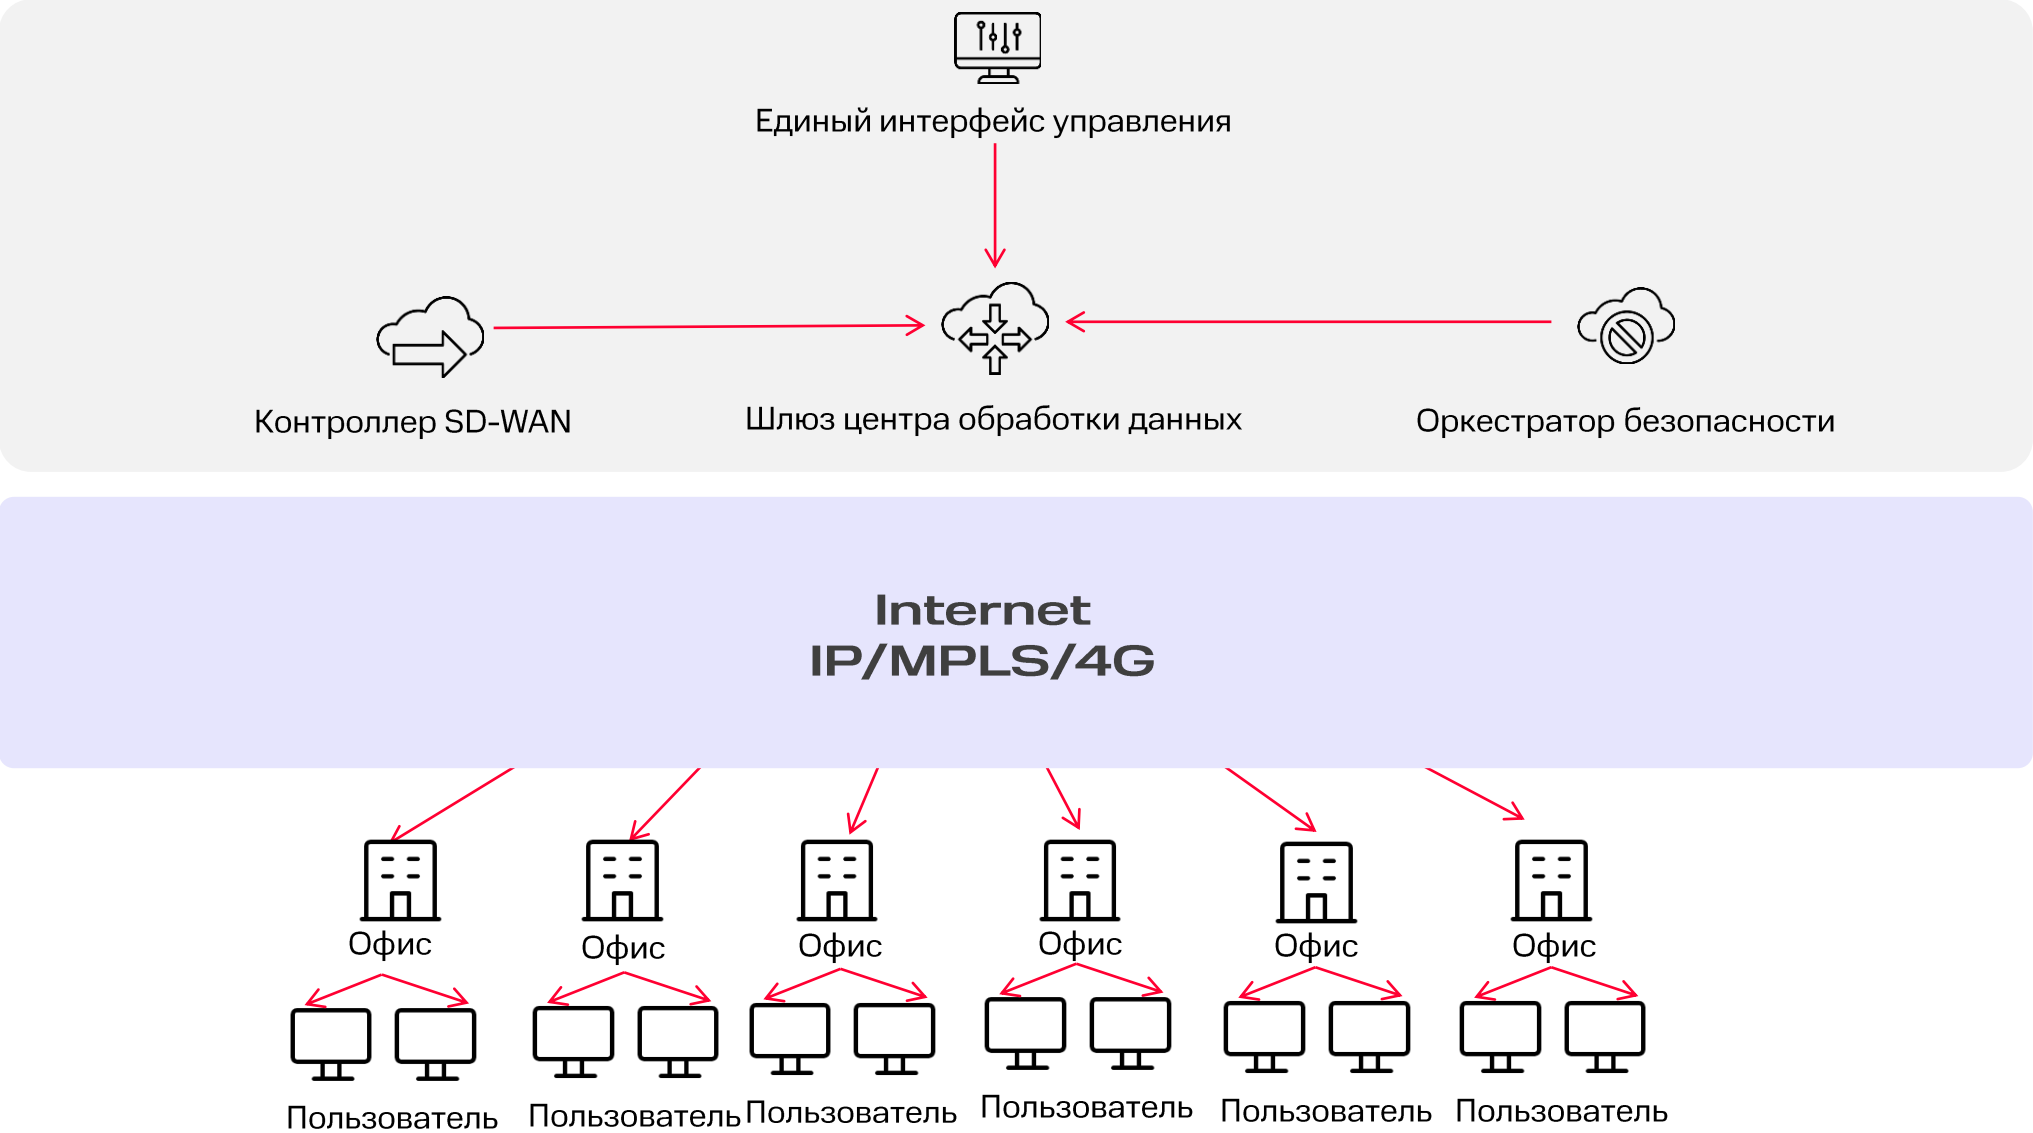 Единый интерфейс управления
Контроллер SD-WAN
Шлюз центра обработки данных
Оркестратор безопасности
Internet
IP/MPLS/4G
Офис
Офис
Офис
Офис
Офис
Офис
Пользователь
Пользователь
Пользователь
Пользователь
Пользователь
Пользователь